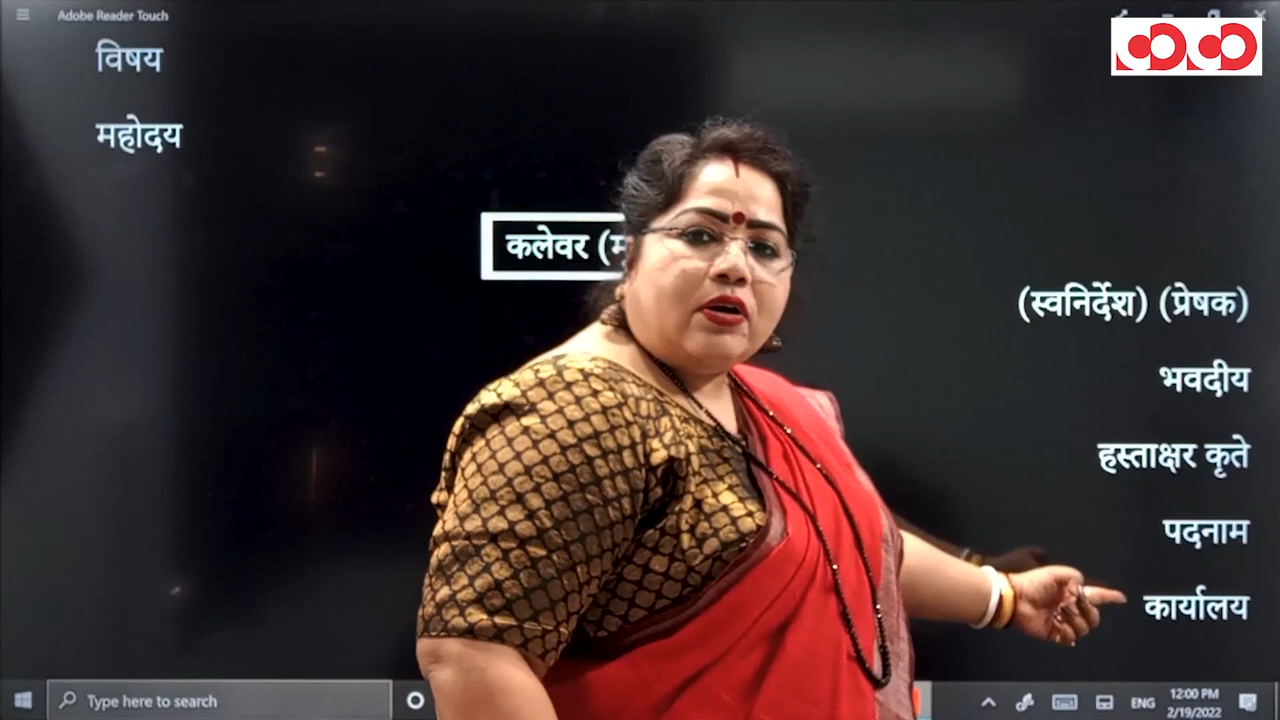 Adobe Reader Touch
विषय
महोदय
कलेवर
(स्वनिर्देश) (प्रेषक)
भवदीय
हस्ताक्षर कृते
पदनाम
कार्यालय
Type here to search
ENG
12:00 PM
2/19/2022